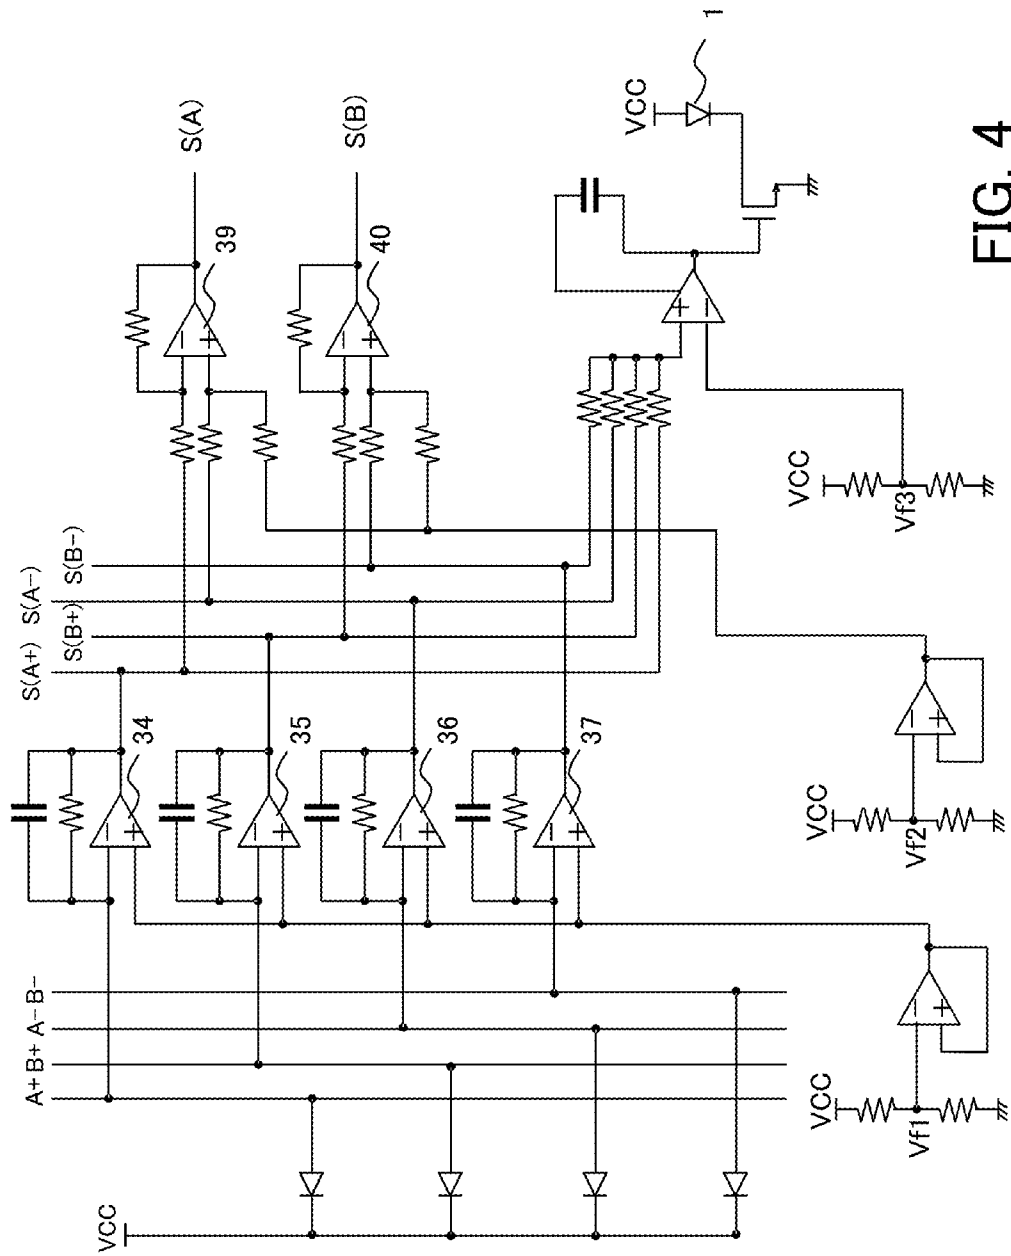 FIG. 4
S(A)
39
S(B)
40
VCC
1
S(A+)
S(B+)
S(A-)
S(B-)
34
35
36
37
VCC
Vf3
VCC
Vf2
A+
B+
A-
B-
VCC
Vf1
VCC